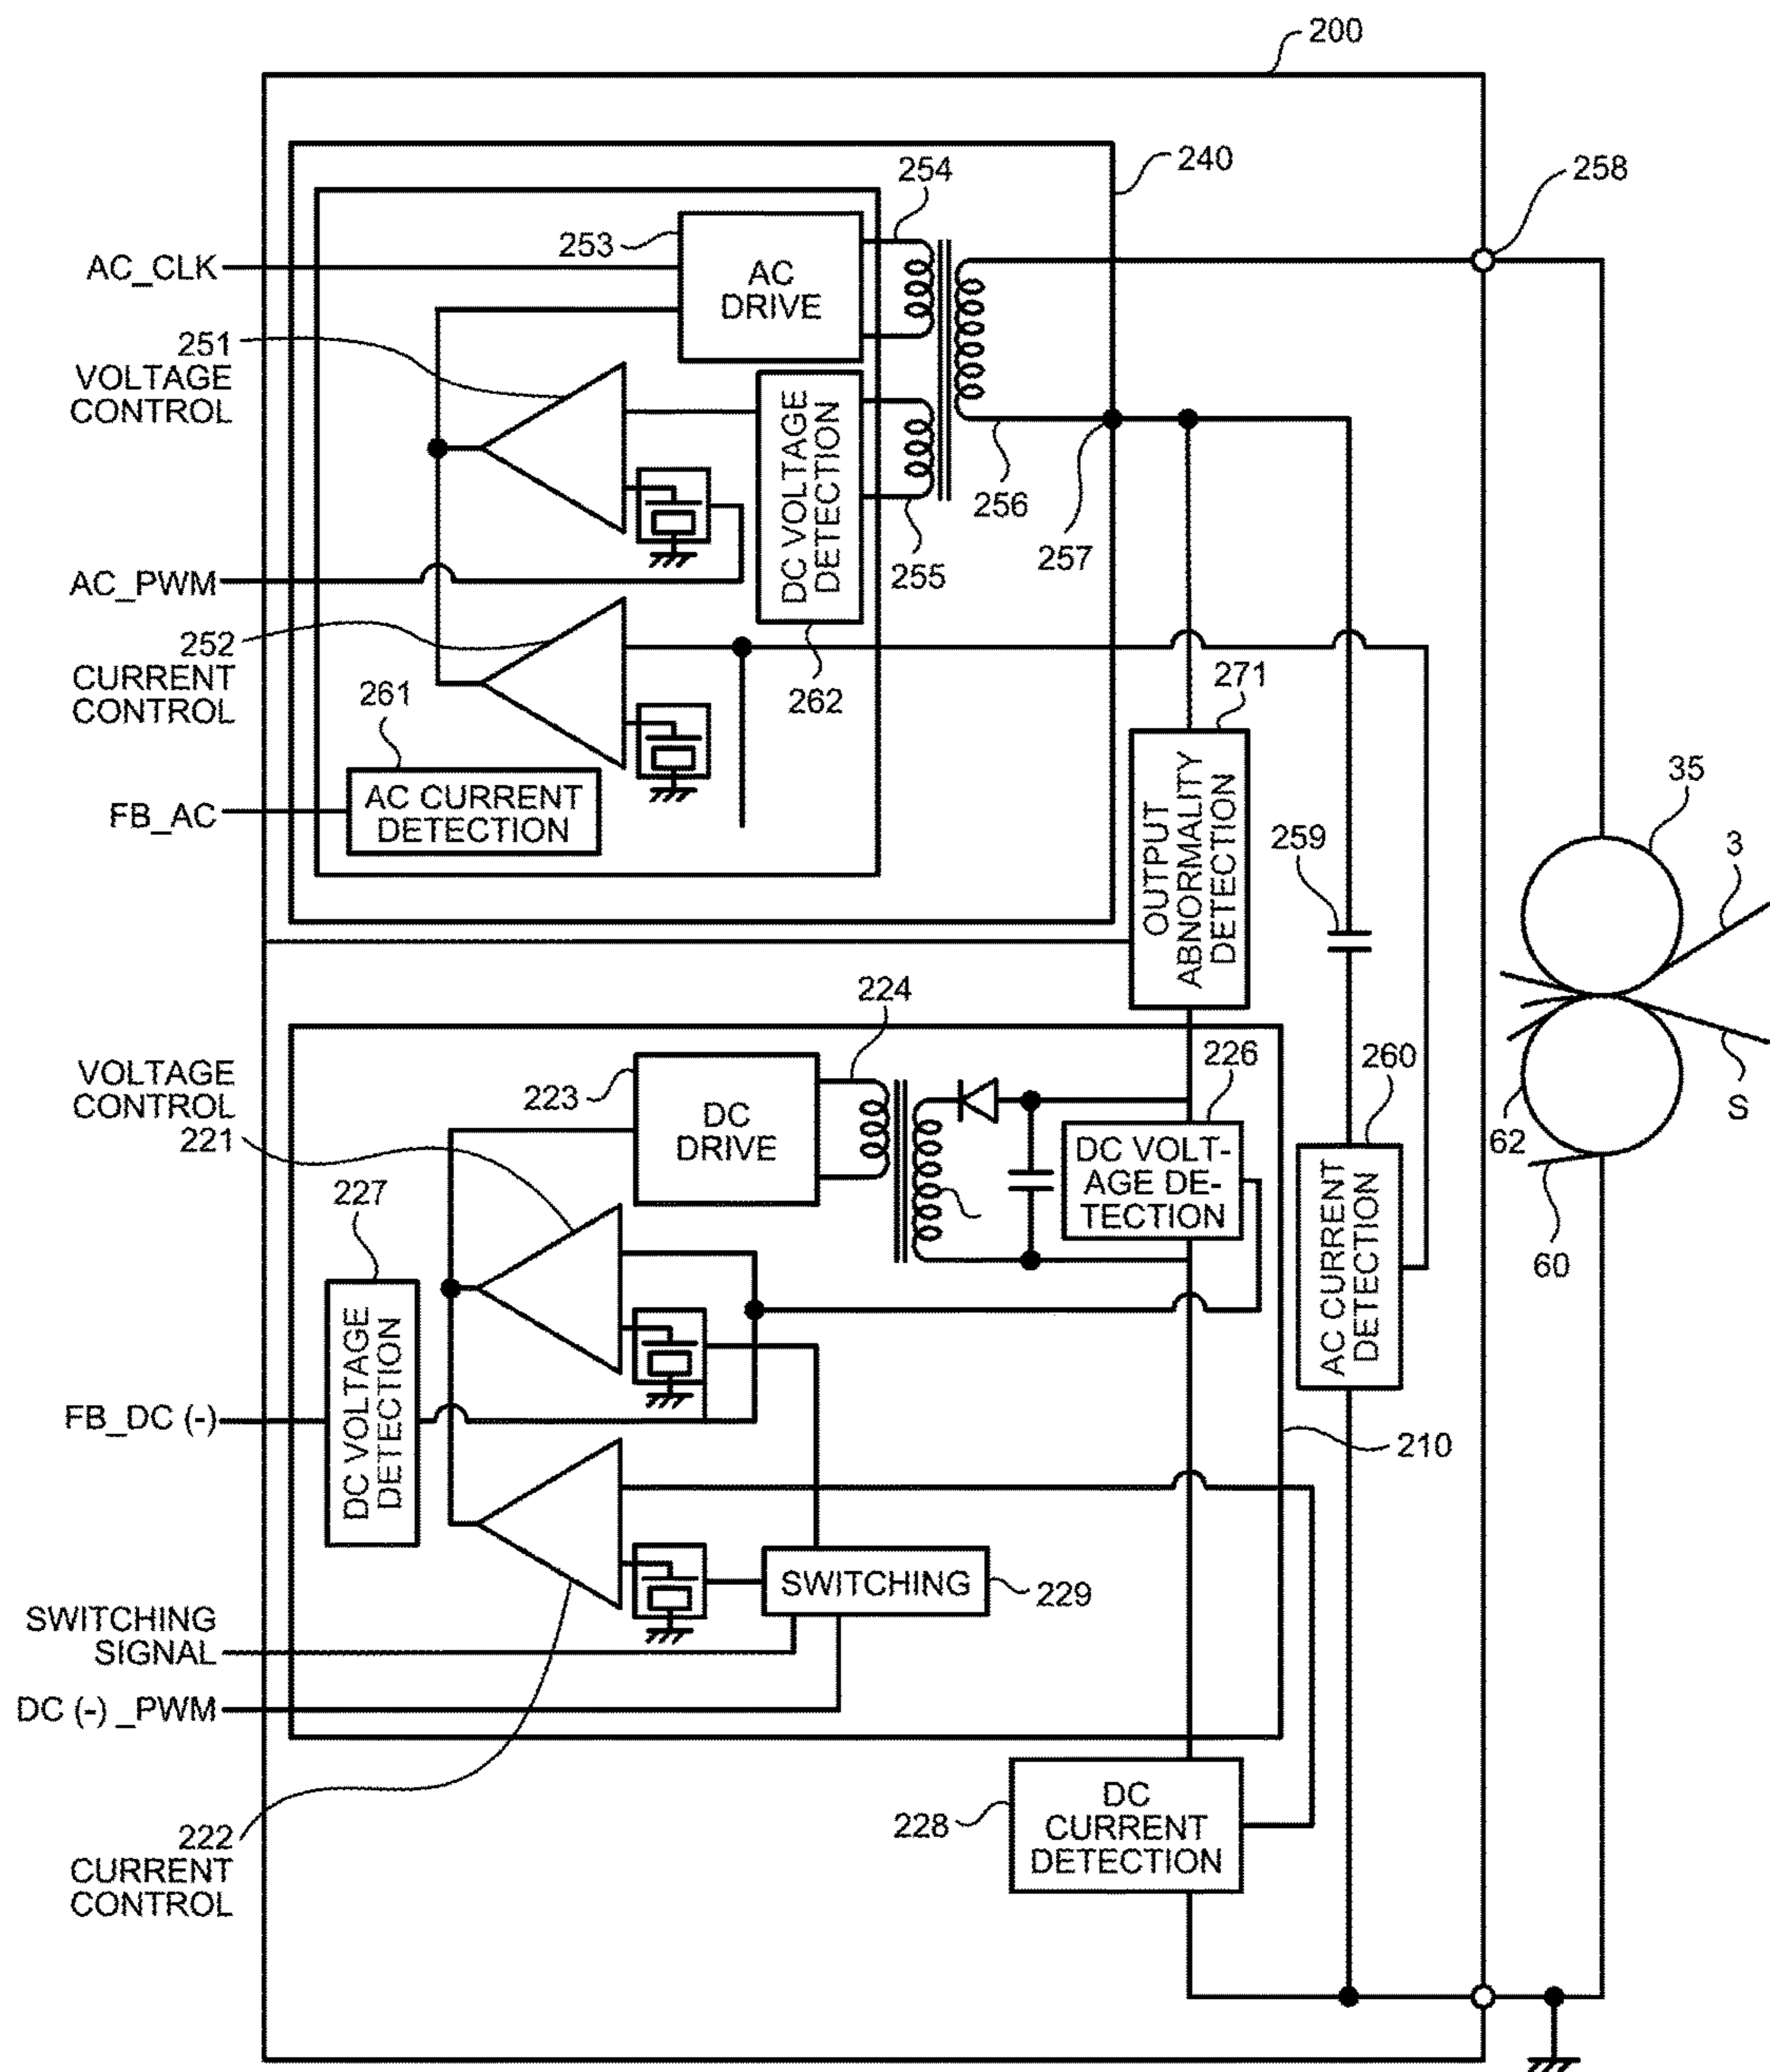 200
240
254
258
253
AC_CLK
AC
DRIVE
251
VOLTAGE
CONTROL
DC VOLTAGE
DETECTION
256
257
255
AC_PWM
252
CURRENT
CONTROL
261
262
271
AC CURRENT
DETECTION
FB_AC
OUTPUT
ABNORMALITY
DETECTION
259
35
3
224
VOLTAGE
CONTROL
221
223
DC
DRIVE
226
260
S
62
DC VOLT-
AGE DE-
TECTION
227
60
AC CURRENT
DETECTION
DC VOLTAGE
DETECTION
FB_DC (-)
210
SWITCHING
229
SWITCHING
SIGNAL
DC (-) _PWM
222
CURRENT
CONTROL
228
DC
CURRENT
DETECTION